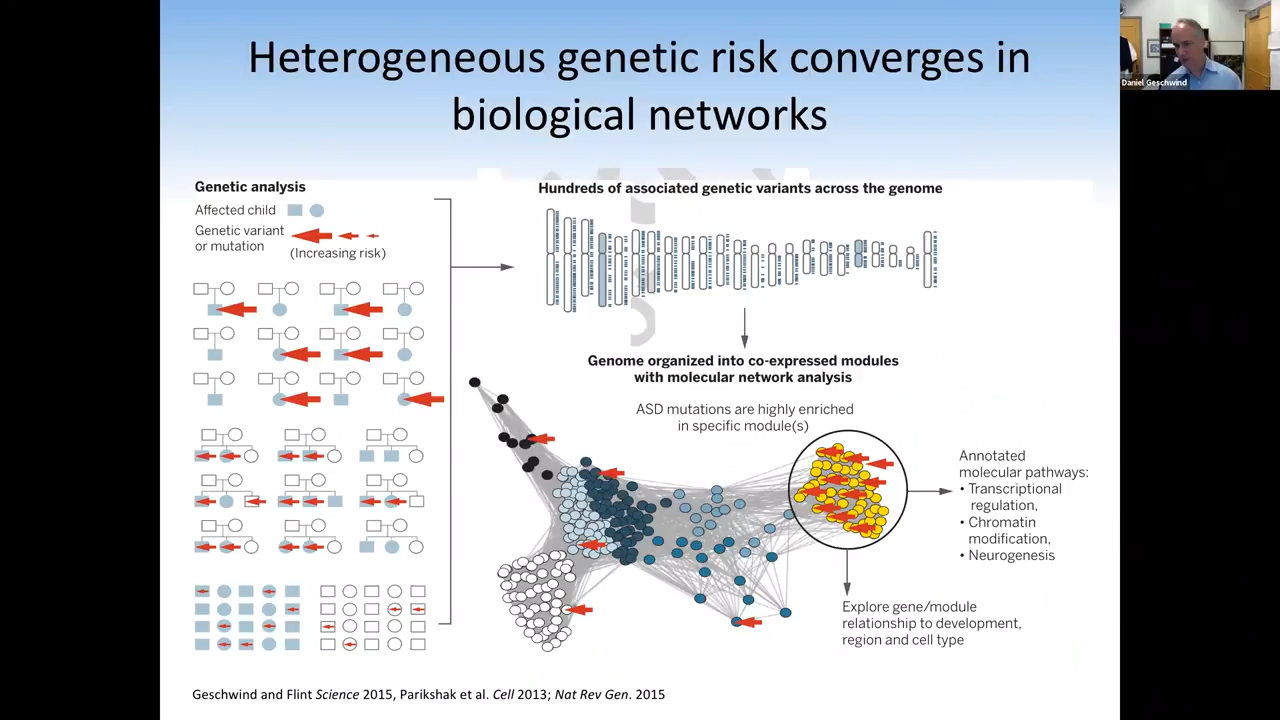 Heterogeneous genetic risk converges in
biological networks
Daniel Geschwind
Genetic analysis
Affected child
Genetic variant
or mutation
(Increasing risk)
Hundreds of associated genetic variants across the genome
Genome organized into co-expressed modules
with molecular network analysis
ASD mutations are highly enriched
in specific module(s)
Annotated
molecular pathways:
• Transcriptional
regulation,
• Chromatin
modification,
• Neurogenesis
Explore gene/module
relationship to development,
region and cell type
Geschwind and Flint Science 2015, Parikshak et al. Cell 2013; Nat Rev Gen. 2015